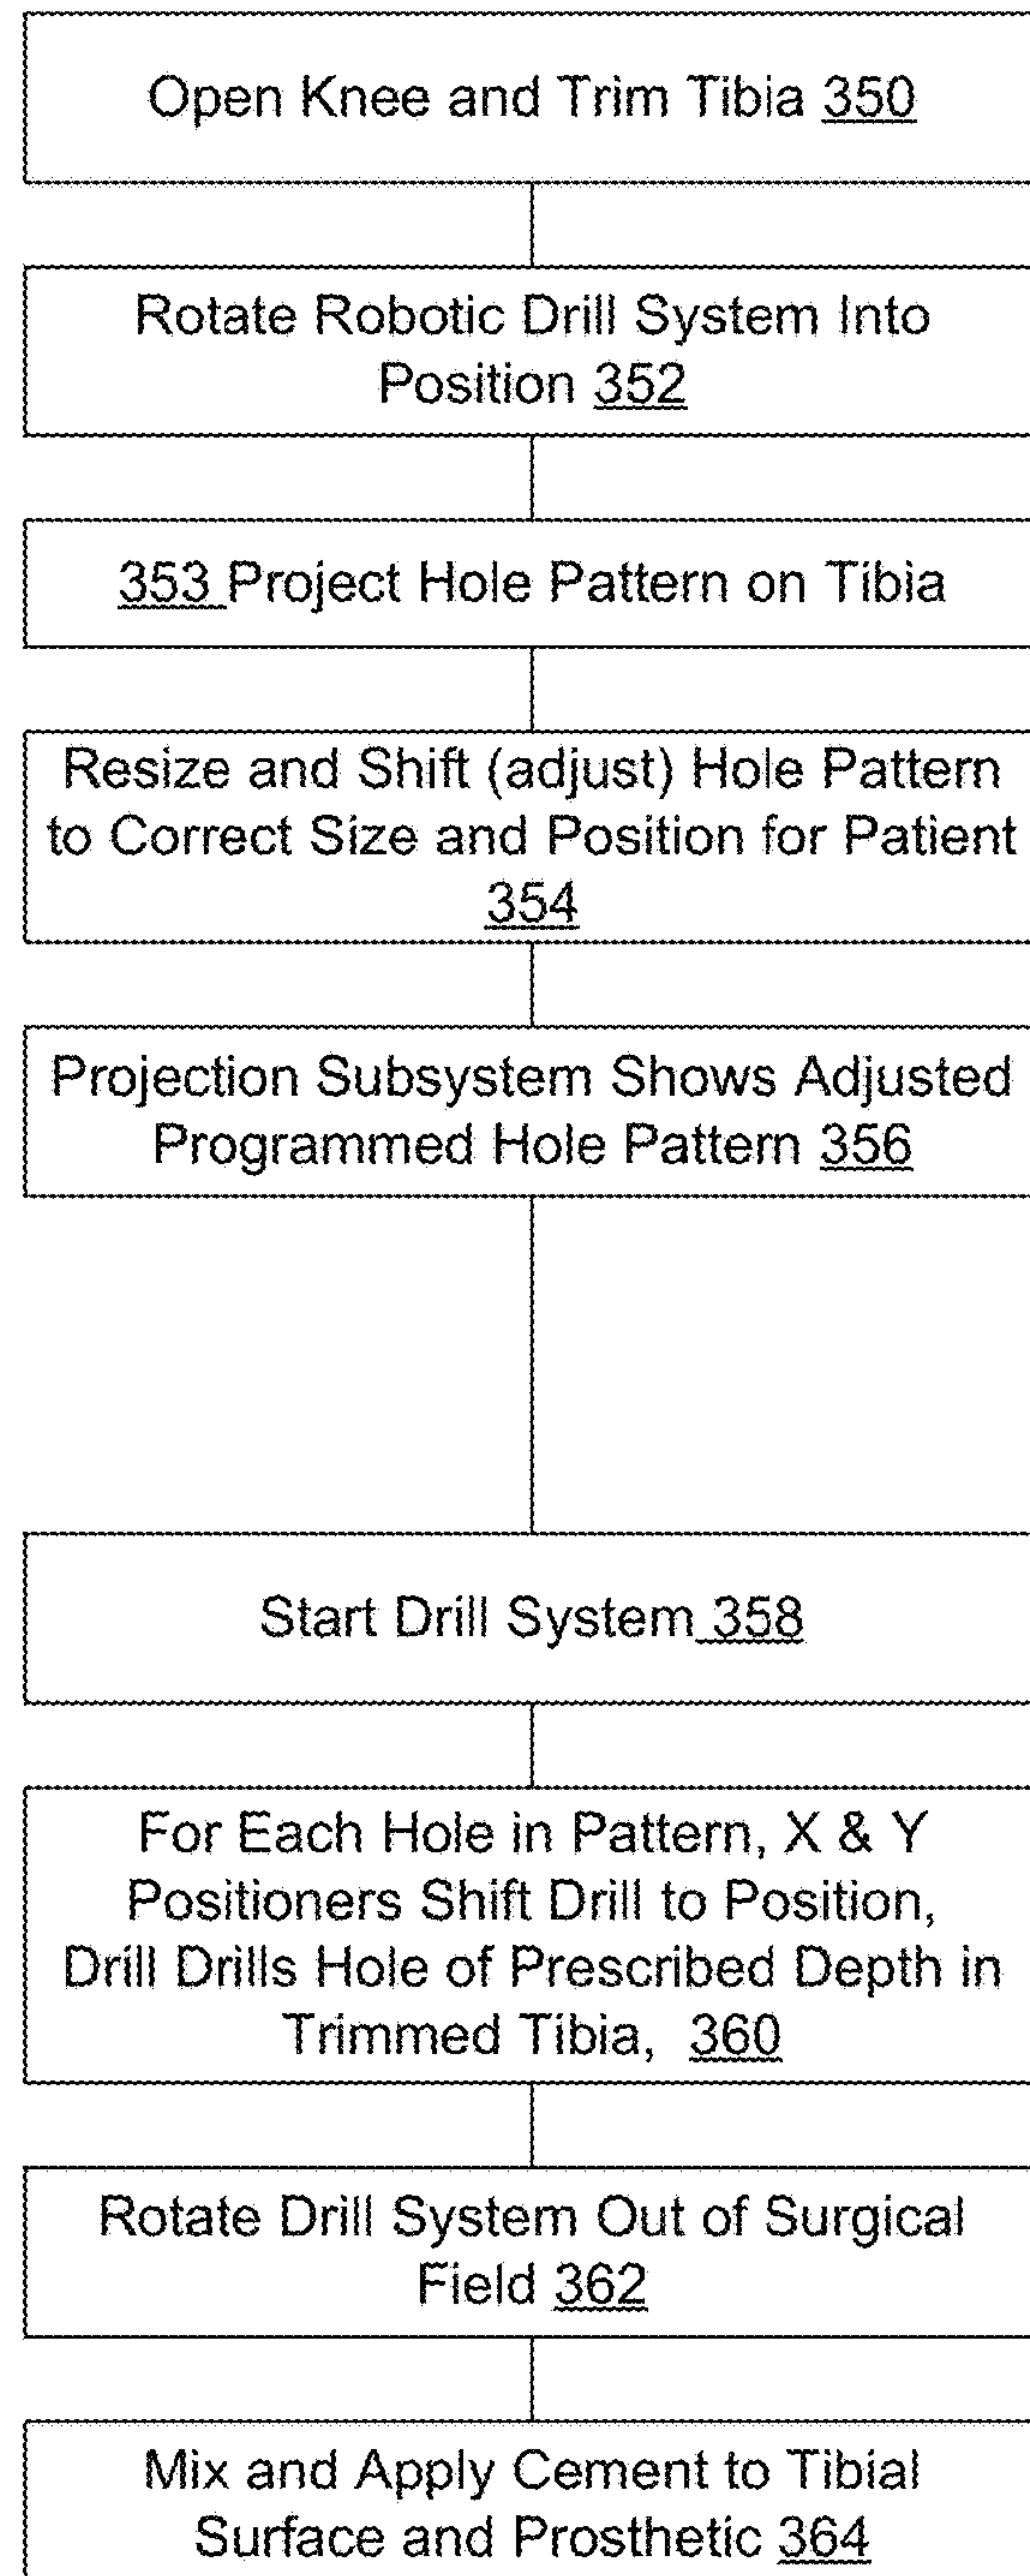 Open Knee and Trim Tibia 350
Rotate Robotic Drill System Into
Position 352
353 Project Hole Pattern on Tibia
Resize and Shift (adjust) Hole Pattern
to Correct Size and Position for Patient
354
Projection Subsystem Shows Adjusted
Programmed Hole Pattern 356
Start Drill System 358
For Each Hole in Pattern, X & Y
Positioners Shift Drill to Position,
Drill Drills Hole of Prescribed Depth in
Trimmed Tibia, 360
Rotate Drill System Out of Surgical
Field 362
Mix and Apply Cement to Tibial
Surface and Prosthetic 364